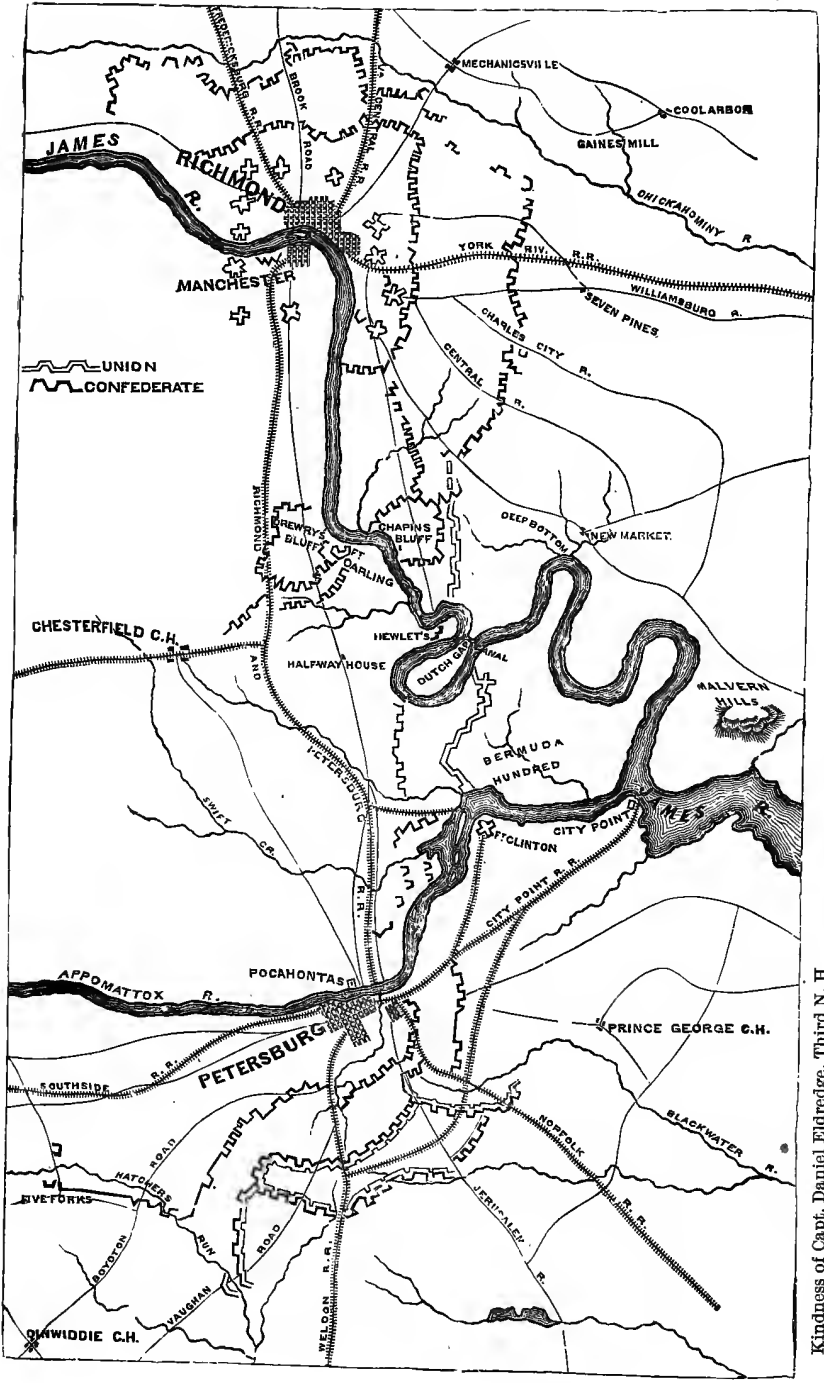 FREDERICKSBURG R.R.
BROOK ROAD
VA CENTRAL R.R.
MECHANICSVILLE
COOLARBOR
GAINES MILL
JAMES R.
RICHMOND
CHICKAHOMINY R
YORK RIV. R.R.
MANCHESTER
WILLIAMSBURG R.
SEVEN PINES
CHARLES CITY R.
CENTRAL R.
UNION
CONFEDERATE
RICHMOND AND PETERSBURG R.R.
DREWRYS BLUFF
FT DARLING
CHAPINS BLUFF
DEEP BOTTOM
NEW MARKET
CHESTERFIELD C.H.
HEWLET'S
HALFWAY HOUSE
DUTCH GAP CANAL
MALVERN HILLS
BERMUDA HUNDRED
SWIFT CR.
CITY POINT
JAMES R.
FT. CLINTON
CITY POINT R.R.
POCAHONTAS
APPOMATTOX R.
PETERSBURG
PRINCE GEORGE C.H.
SOUTHSIDE R.R.
BLACKWATER R.
NORFOLK R.R.
FIVE FORKS
HATCHERS RUN
BOYDTON ROAD
VAUGHAN ROAD
WELDON R.R.
JERUSALEM R.
DINWIDDIE C.H.
Kindness of Capt. Daniel Eldredge, Third N. H.